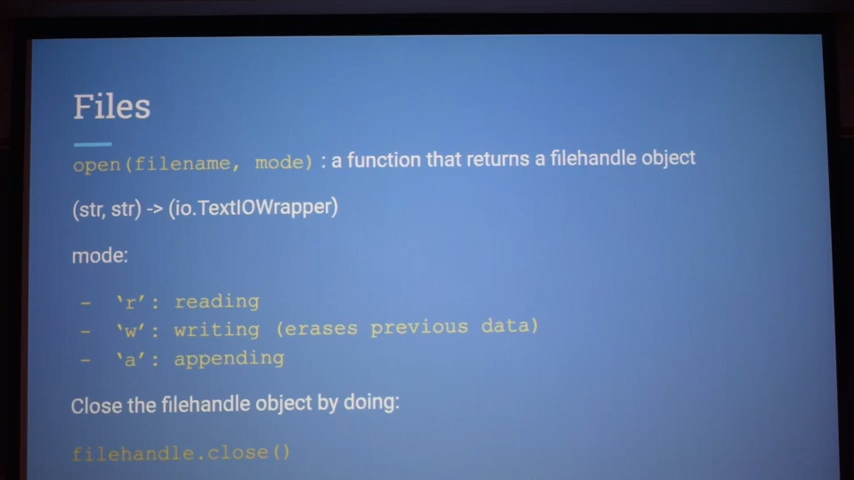 Files
open(filename, mode) : a function that returns a filehandle object
(str, str) -> (io.TextIOWrapper)
mode:
- ‘r’: reading
- ‘w’: writing (erases previous data)
- ‘a’: appending
Close the filehandle object by doing:
filehandle.close()